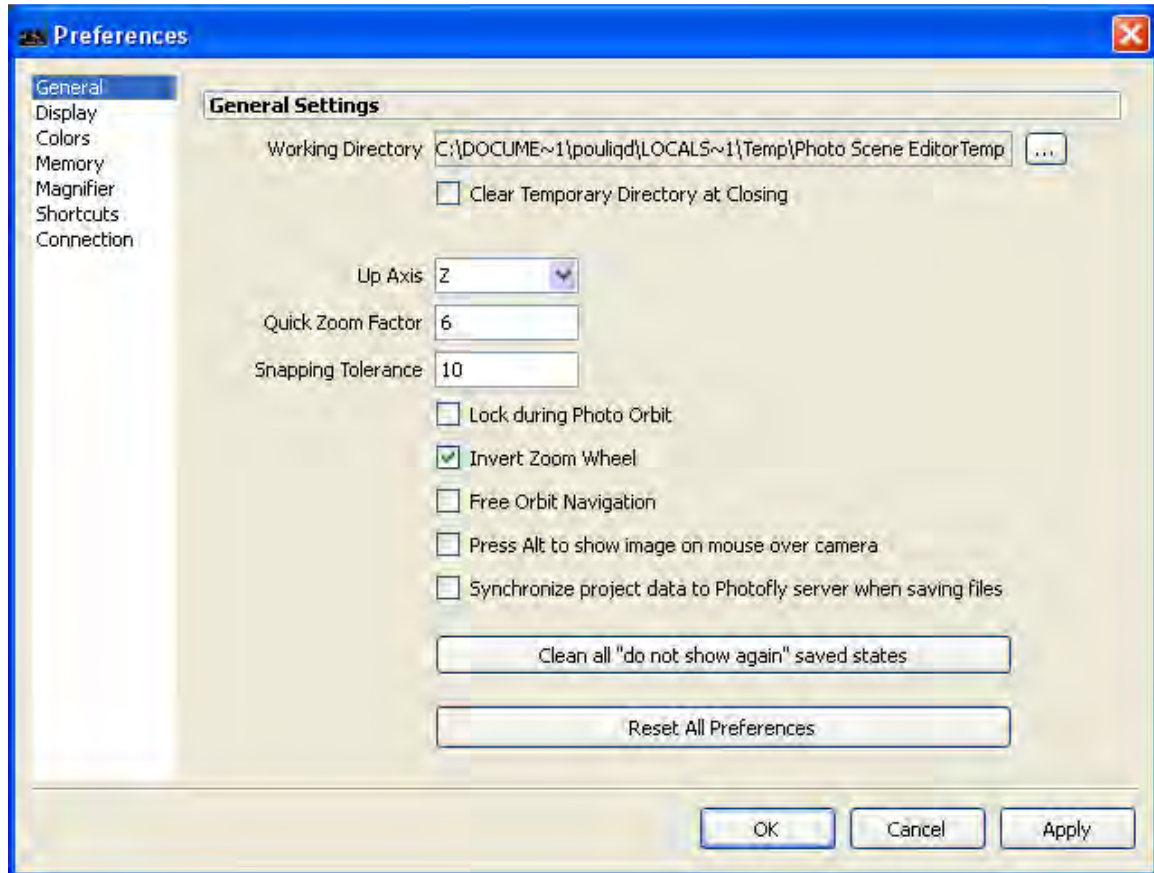 Preferences
General
Display
Colors
Memory
Magnifier
Shortcuts
Connection
General Settings
Working Directory C:\DOCUME~1\pouliqd\LOCALS~1\Temp\Photo Scene EditorTemp ...
Clear Temporary Directory at Closing
Up Axis Z
Quick Zoom Factor 6
Snapping Tolerance 10
Lock during Photo Orbit
Invert Zoom Wheel
Free Orbit Navigation
Press Alt to show image on mouse over camera
Synchronize project data to Photofly server when saving files
Clean all "do not show again" saved states
Reset All Preferences
OK Cancel Apply